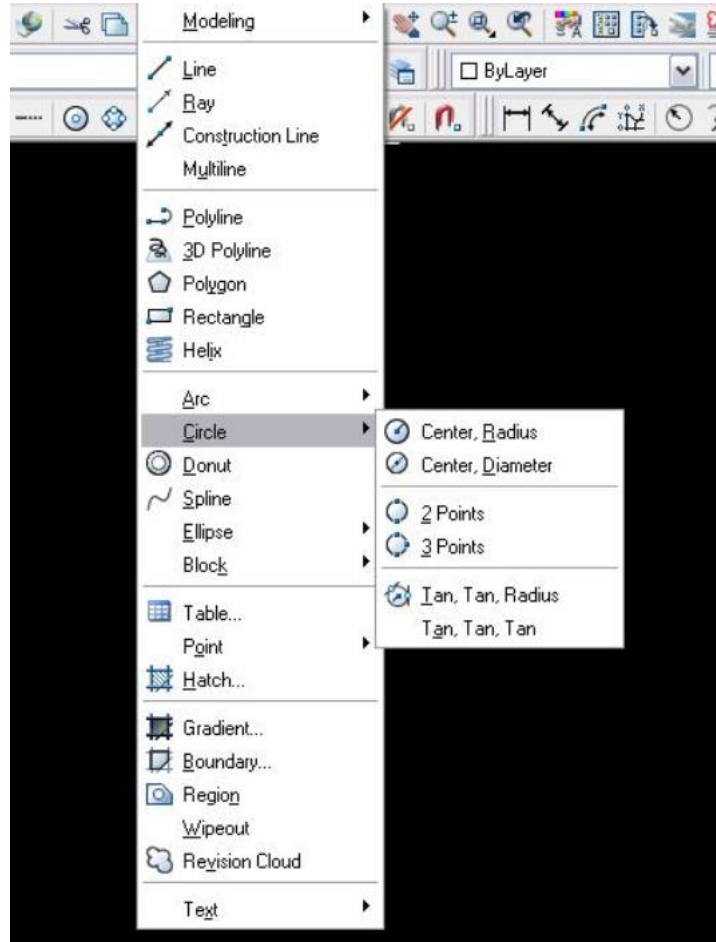 Modeling
Line
ByLayer
Ray
Construction Line
Multiline
Polyline
3D Polyline
Polygon
Rectangle
Helix
Arc
Circle
Center, Radius
Donut
Center, Diameter
Spline
2 Points
Ellipse
3 Points
Block
Tan, Tan, Radius
Table...
Tan, Tan, Tan
Point
Hatch...
Gradient...
Boundary...
Region
Wipeout
Revision Cloud
Text